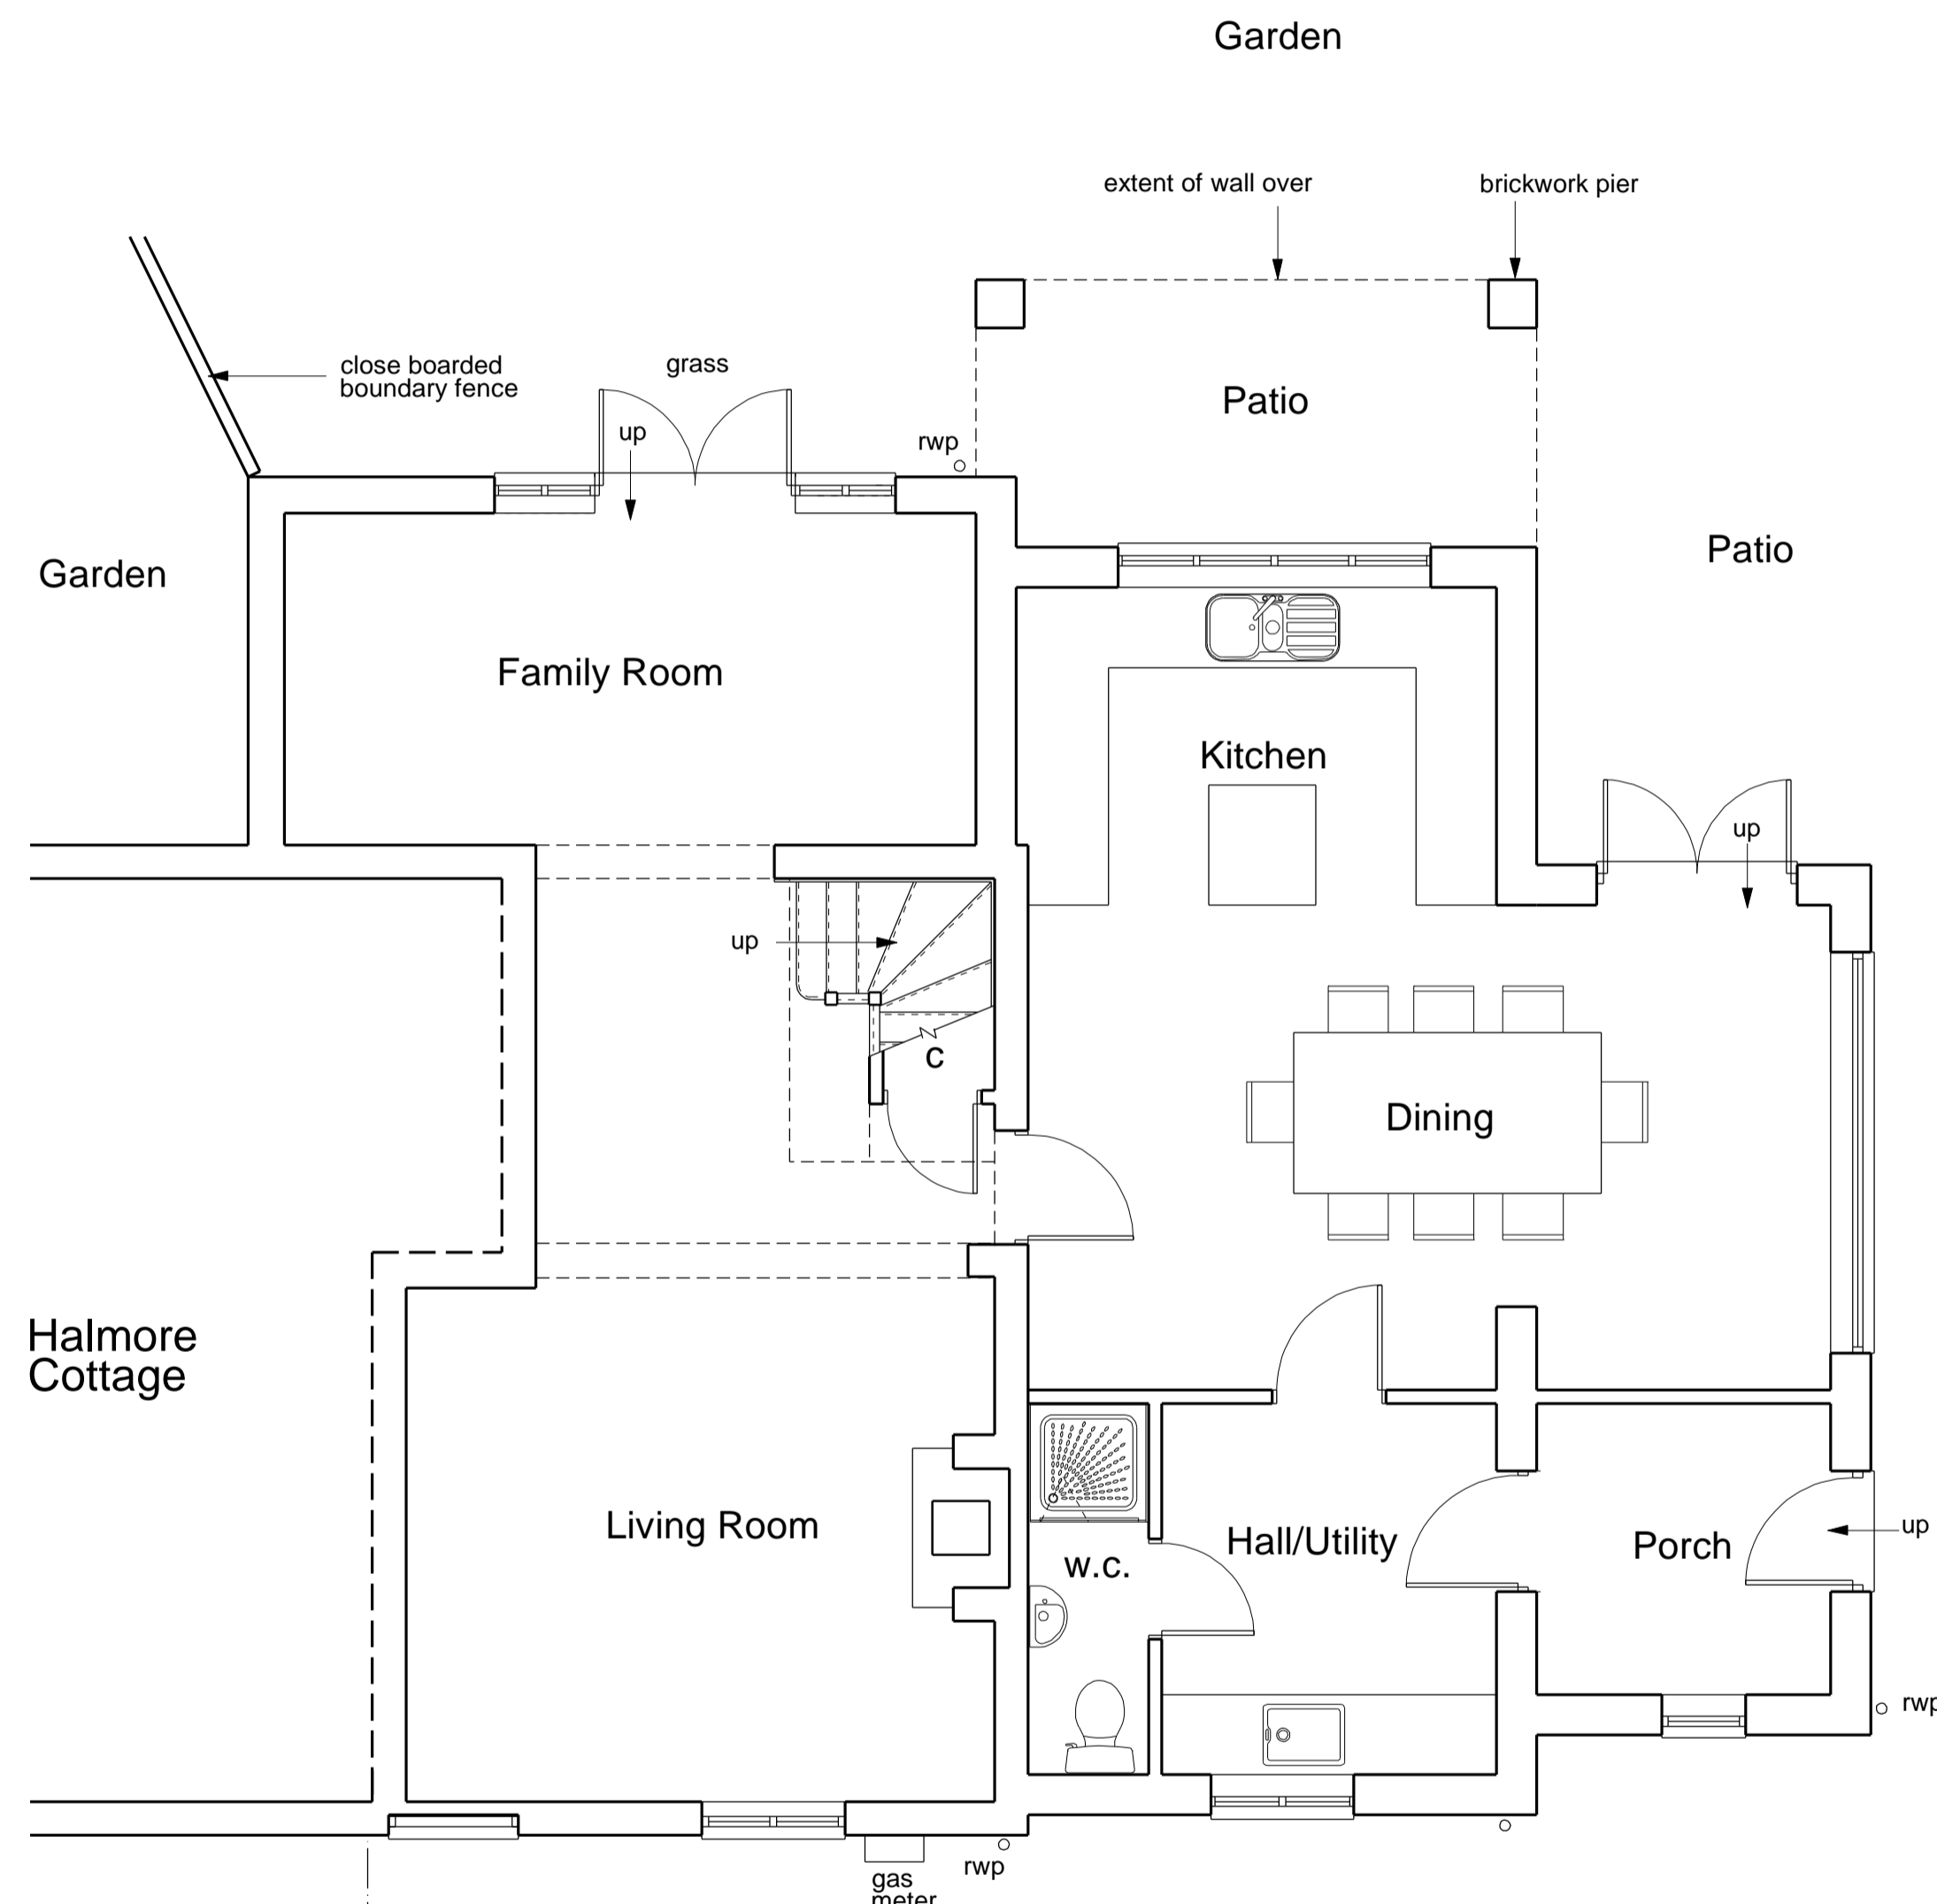 Garden
extent of wall over
brickwork pier
close boarded
boundary fence
grass
Patio
up
rwp
Garden
Patio
Family Room
Kitchen
up
up
c
Dining
Halmore
Cottage
Living Room
w.c.
Hall/Utility
Porch
up
rwp
rwp
gas
meter